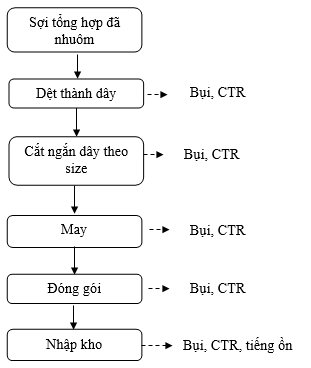 Sợi tổng hợp đã
nhuôm
Dệt thành dây
Bụi, CTR
Cắt ngắn dây theo
size
Bụi, CTR
May
Bụi, CTR
Đóng gói
Bụi, CTR
Nhập kho
Bụi, CTR, tiếng ồn